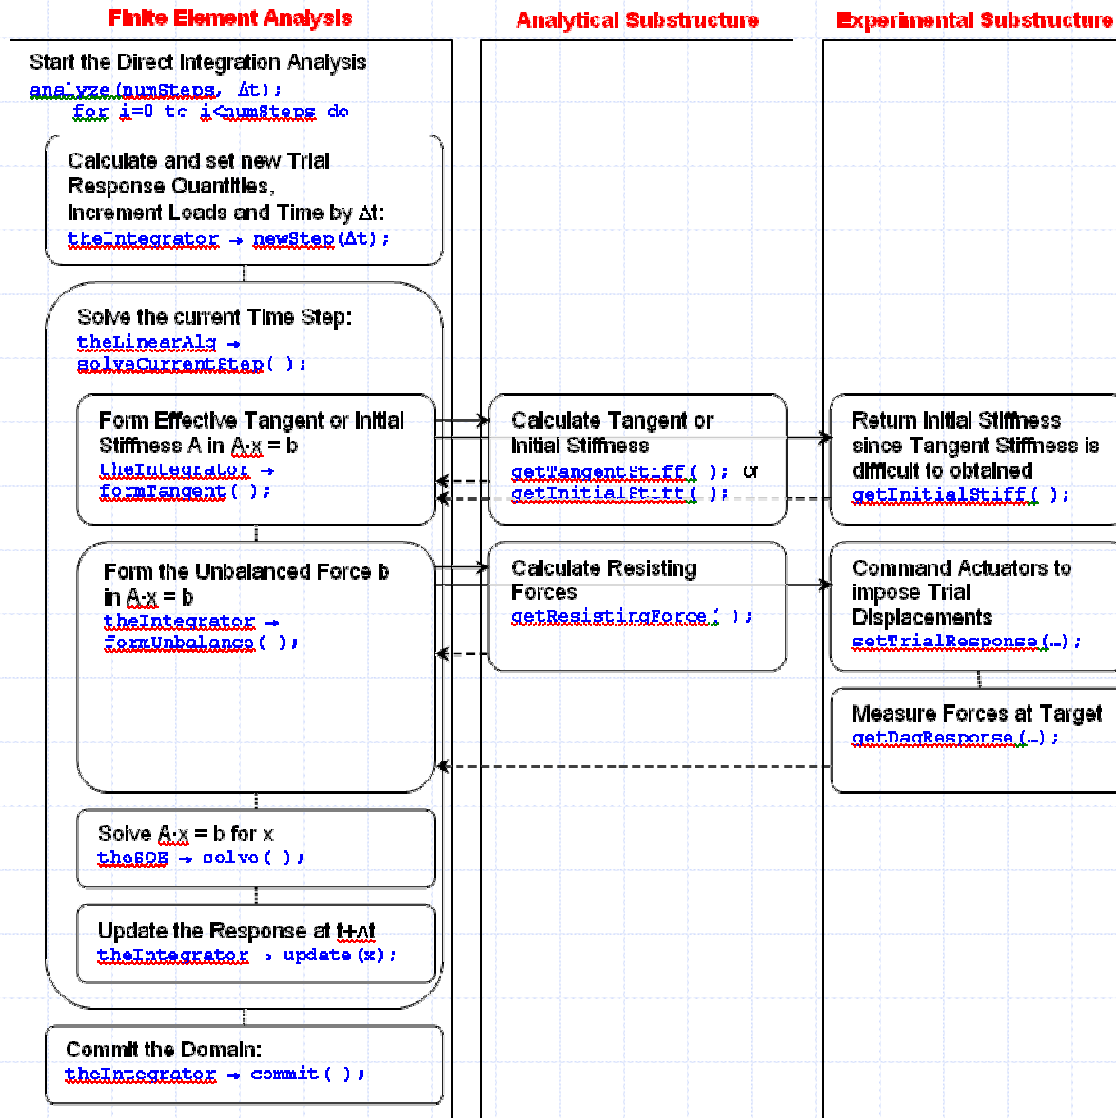 Finite Element Analysis
Analytical Substructure
Experimental Substructure
Start the Direct Integration Analysis
analyze(numSteps, Δt);
for i=0 to i<numSteps do
Calculate and set new Trial
Response Quantities,
Increment Loads and Time by Δt:
theIntegrator → newStep(Δt);
Solve the current Time Step:
theLinearAlg →
solveCurrentStep( );
Form Effective Tangent or Initial
Stiffness A in A·x = b
theIntegrator →
formTangent( );
Calculate Tangent or
Initial Stiffness
getTangentStiff( ); or
getInitialStiff( );
Return Initial Stiffness
since Tangent Stiffness is
difficult to obtained
getInitialStiff( );
Form the Unbalanced Force b
in A·x = b
theIntegrator →
formUnbalance( );
Calculate Resisting
Forces
getResistingForce( );
Command Actuators to
impose Trial
Displacements
setTrialResponse(…);
Measure Forces at Target
getDaqResponse(…);
Solve A·x = b for x
theSOE → solve( );
Update the Response at t+Δt
theIntegrator → update(x);
Commit the Domain:
theIntegrator → commit( );